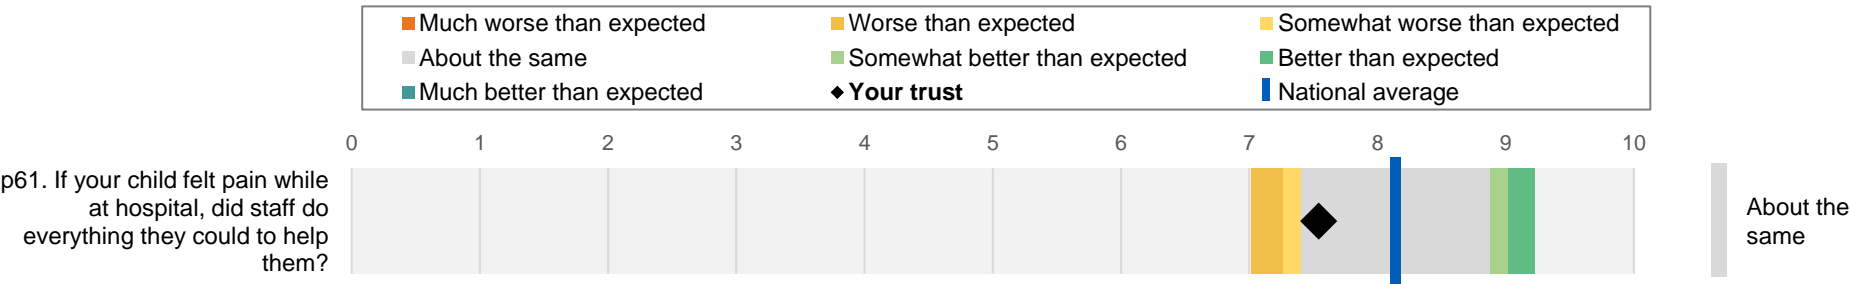 Much worse than expected
Worse than expected
Somewhat worse than expected
About the same
Somewhat better than expected
Better than expected
Much better than expected
Your trust
National average
0 1 2 3 4 5 6 7 8 9 10
p61. If your child felt pain while
at hospital, did staff do
everything they could to help
them?
About the
same